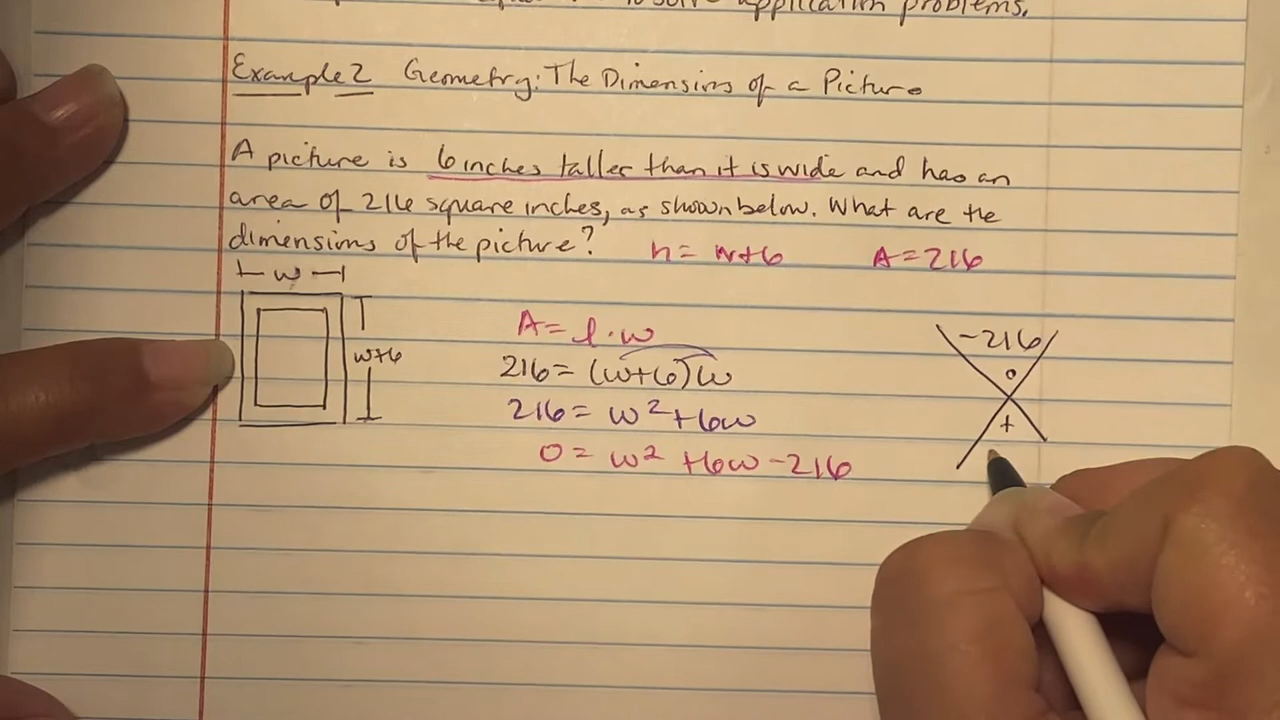 application problems.
Example 2 Geometry: The Dimensions of a Picture
A picture is 6 inches taller than it is wide and has an
area of 216 square inches, as shown below. What are the
dimensions of the picture? h = w+6 A = 216
w
w+6
A = l · w
216 = (w+6)w
216 = w² + 6w
0 = w² + 6w - 216
-216
·
+